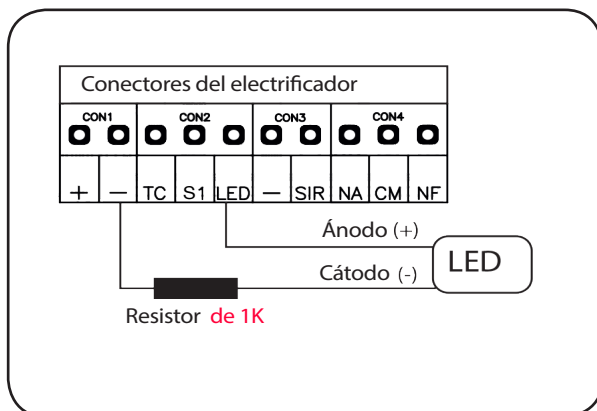 Conectores del electrificador
CON1 CON2 CON3 CON4
+ - TC S1 LED - SIR NA CM NF
Ánodo (+)
LED
Cátodo (-)
Resistor de 1K